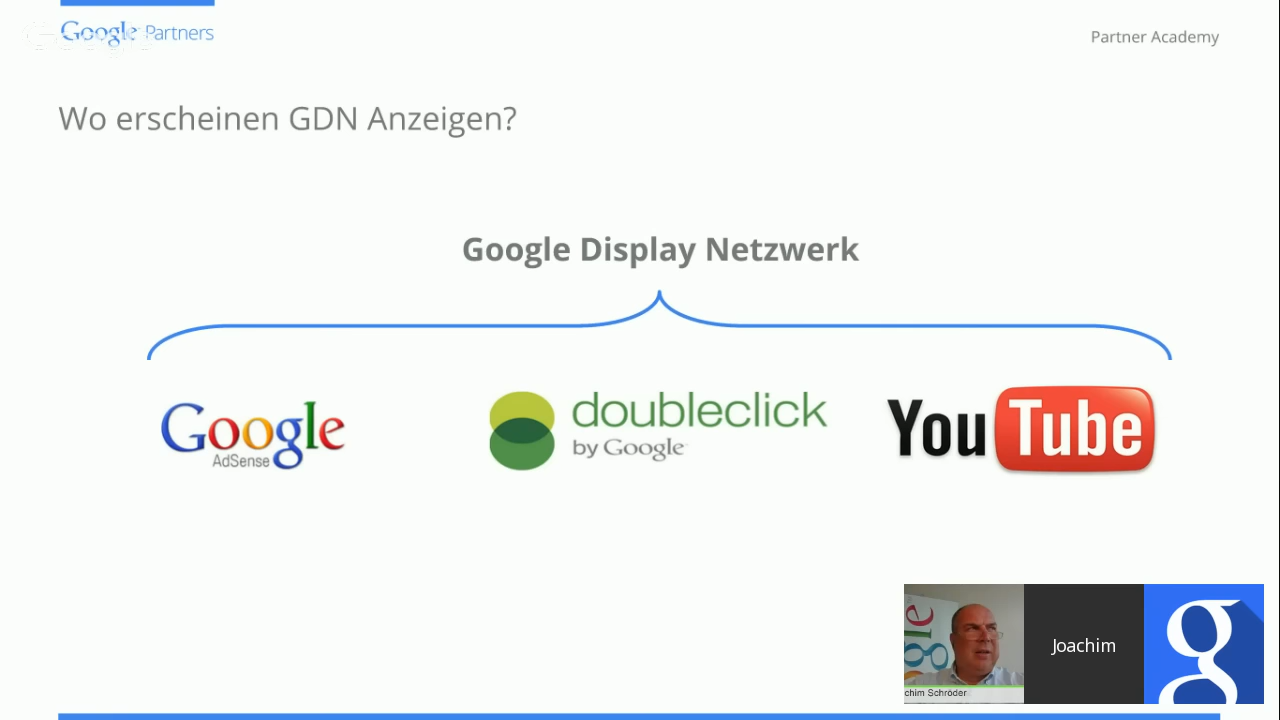 Google Partners
Partner Academy
Wo erscheinen GDN Anzeigen?
Google Display Netzwerk
Google
AdSense
doubleclick
by Google
YouTube
Joachim
chim Schröder